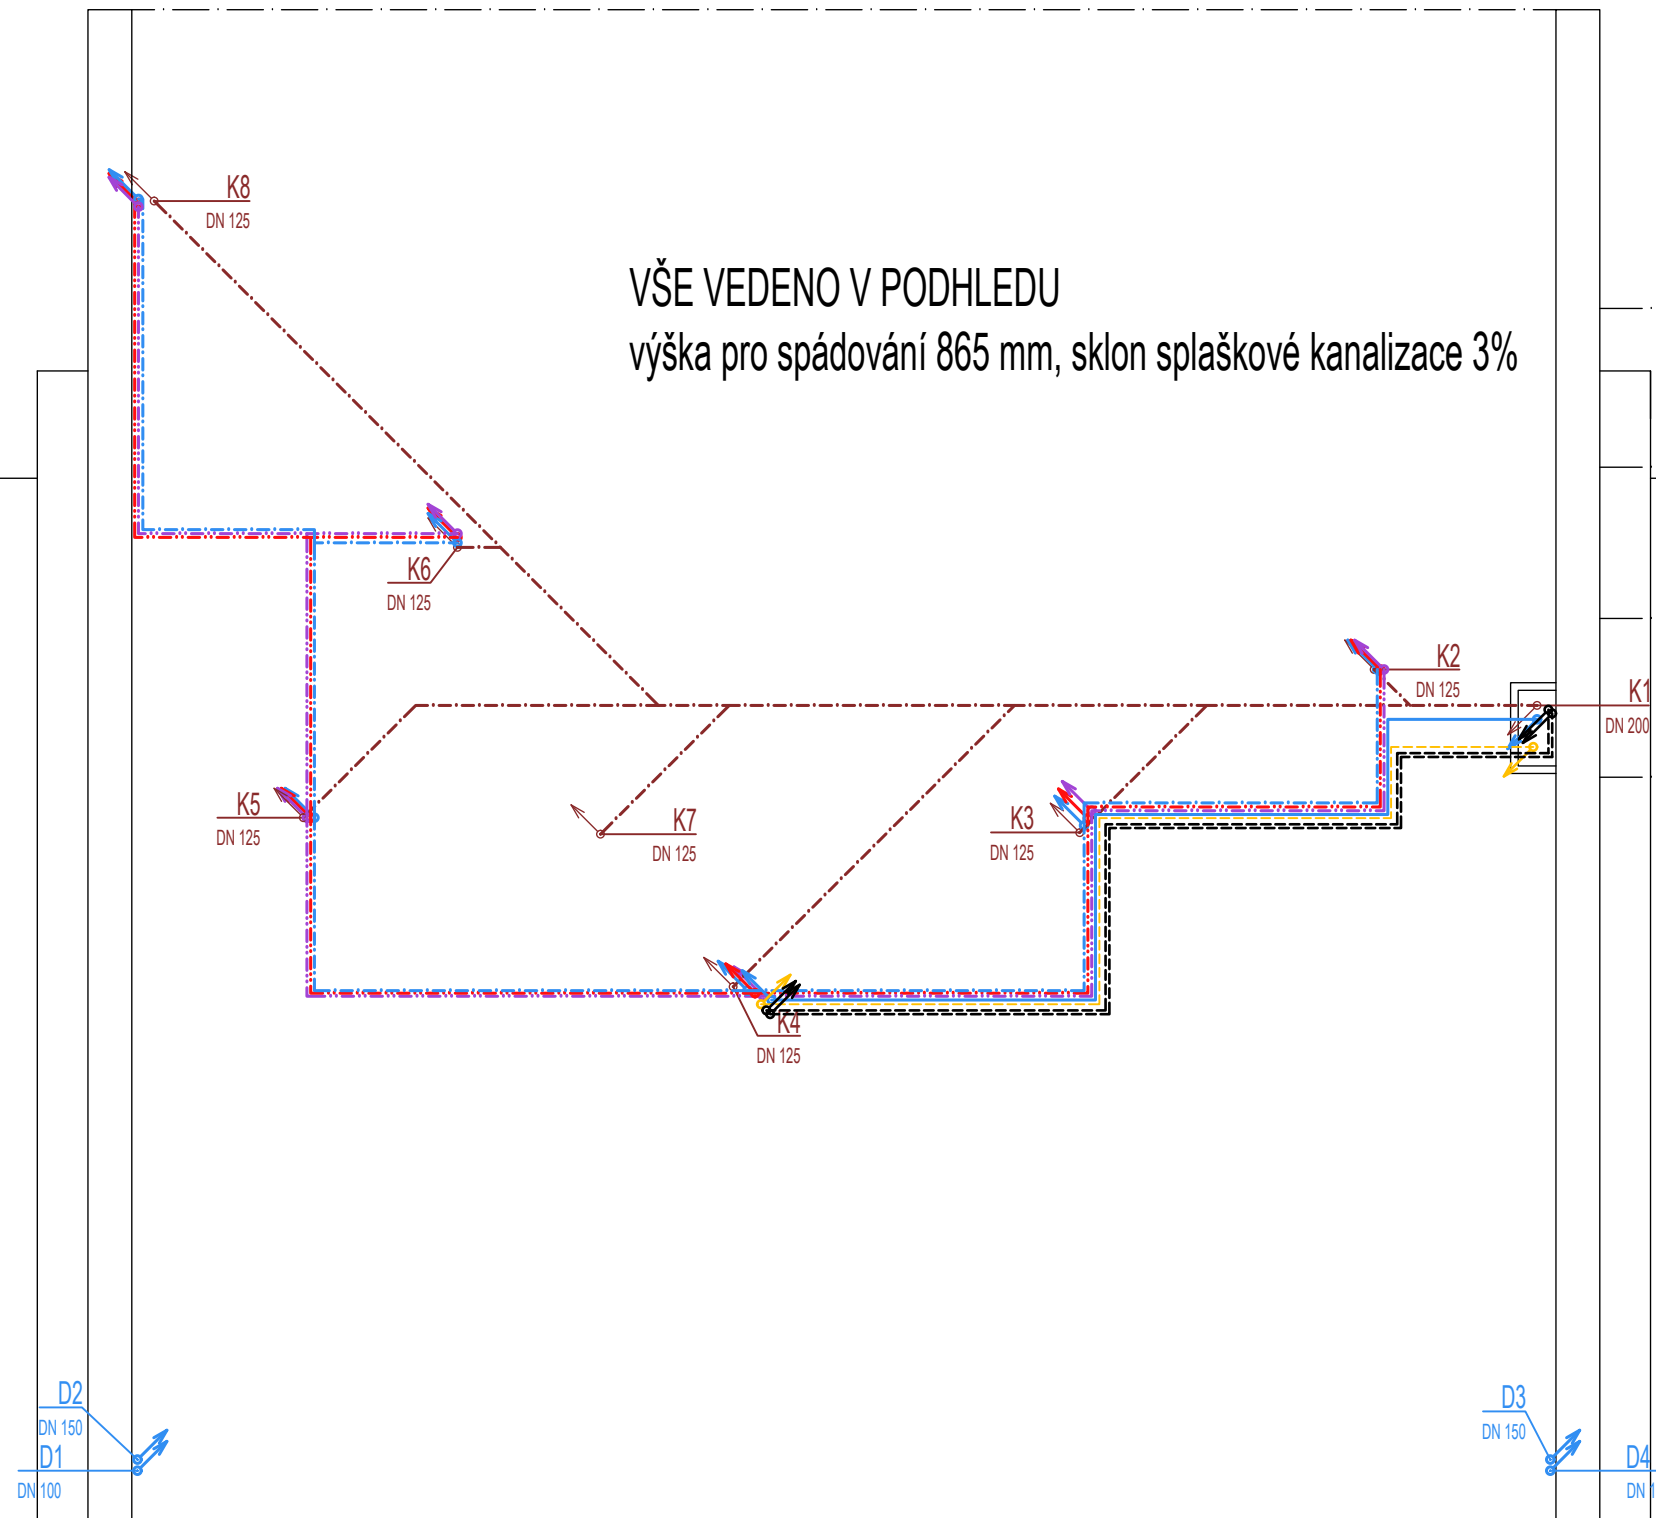 K8
DN 125
VŠE VEDENO V PODHLEDU
výška pro spádování 865 mm, sklon splaškové kanalizace 3%
K6
DN 125
K2
DN 125
K1
DN 200
K5
DN 125
K7
DN 125
K3
DN 125
K4
DN 125
D2
DN 150
D1
DN 100
D3
DN 150
D4
DN 1